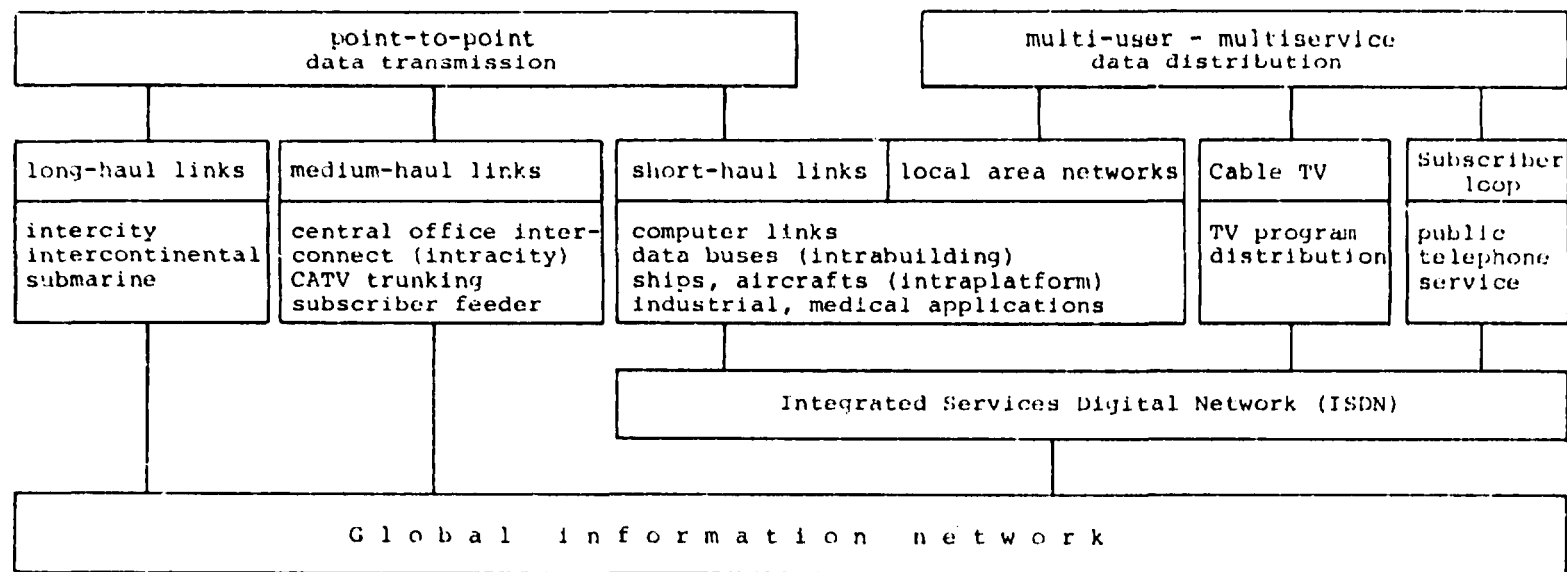 point-to-point
data transmission
multi-user - multiservice
data distribution
long-haul links
medium-haul links
short-haul links
local area networks
Cable TV
Subscriber
loop
intercity
intercontinental
submarine
central office inter-
connect (intracity)
CATV trunking
subscriber feeder
computer links
data buses (intrabuilding)
ships, aircrafts (intraplatform)
industrial, medical applications
TV program
distribution
public
telephone
service
Integrated Services Digital Network (ISDN)
Global information network